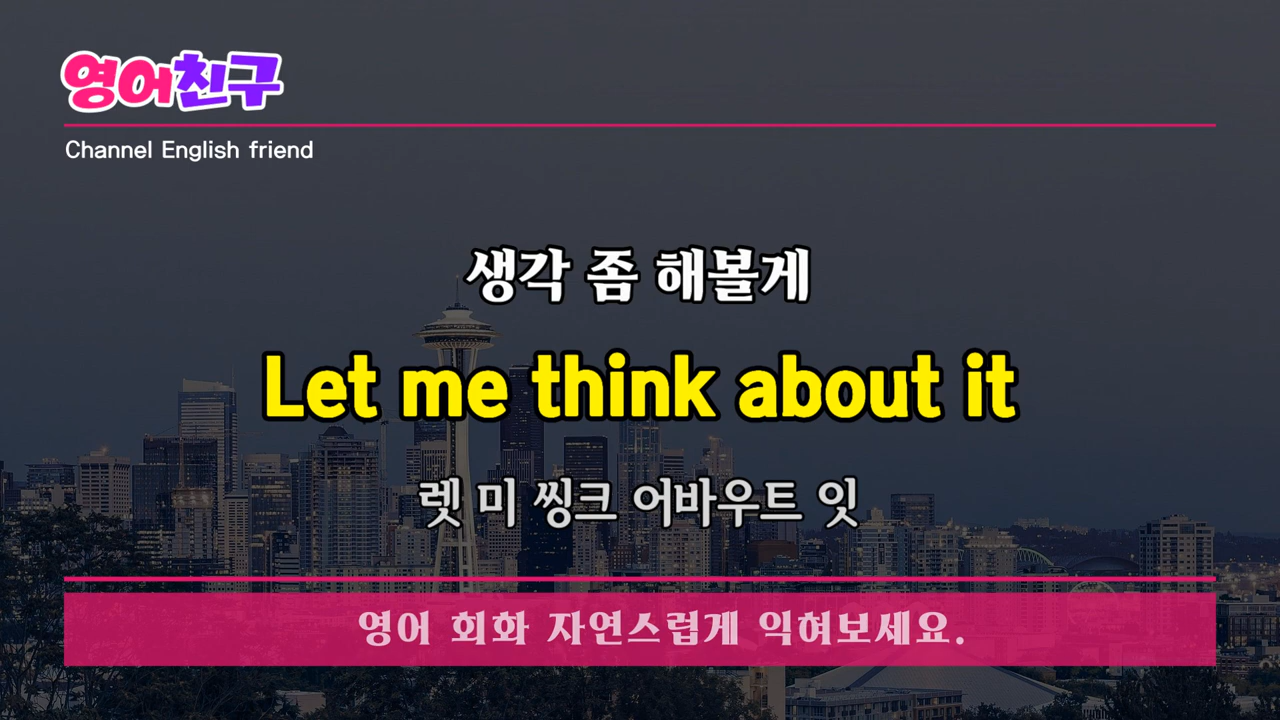 영어친구
Channel English friend
생각 좀 해볼게
Let me think about it
렛 미 씽크 어바우트 잇
영어 회화 자연스럽게 익혀보세요.